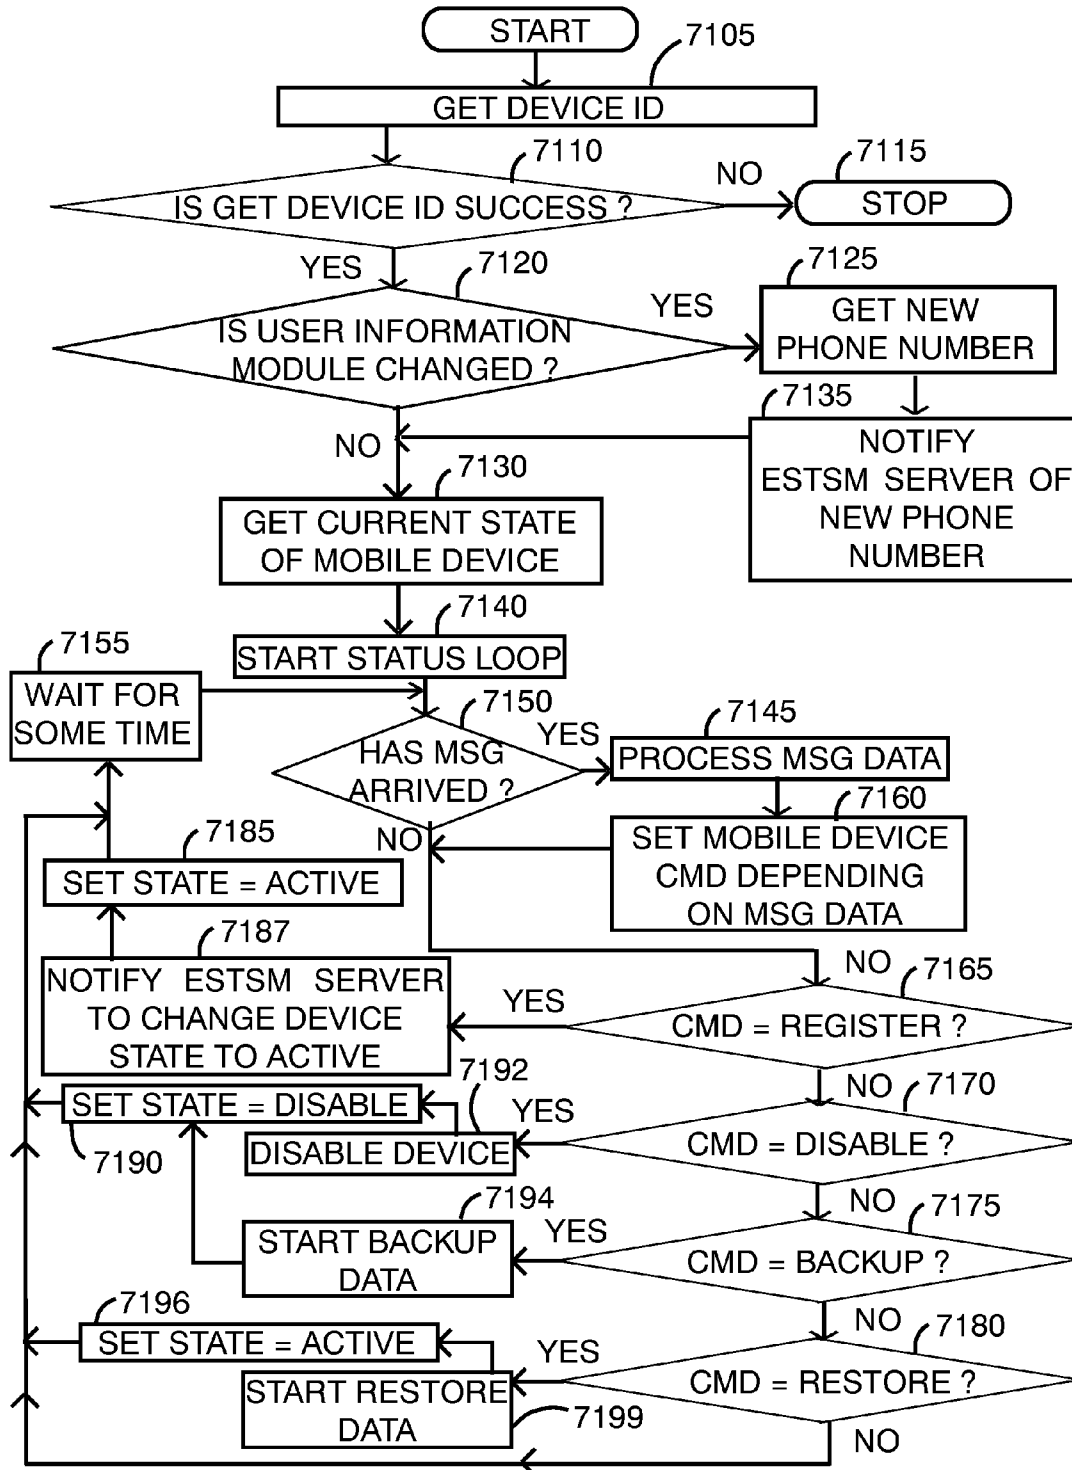 START
7105
GET DEVICE ID
7110
IS GET DEVICE ID SUCCESS ?
NO
7115
STOP
YES
7120
IS USER INFORMATION
MODULE CHANGED ?
YES
7125
GET NEW
PHONE NUMBER
7135
NOTIFY
ESTSM SERVER OF
NEW PHONE
NUMBER
NO
7130
GET CURRENT STATE
OF MOBILE DEVICE
7140
START STATUS LOOP
7155
WAIT FOR
SOME TIME
7150
HAS MSG
ARRIVED ?
YES
7145
PROCESS MSG DATA
7160
SET MOBILE DEVICE
CMD DEPENDING
ON MSG DATA
NO
7185
SET STATE = ACTIVE
7187
NOTIFY ESTSM SERVER
TO CHANGE DEVICE
STATE TO ACTIVE
YES
NO
7165
CMD = REGISTER ?
NO
7170
CMD = DISABLE ?
YES
7192
DISABLE DEVICE
SET STATE = DISABLE
7190
NO
7175
CMD = BACKUP ?
YES
7194
START BACKUP
DATA
NO
7180
CMD = RESTORE ?
YES
7196
SET STATE = ACTIVE
START RESTORE
DATA
7199
NO